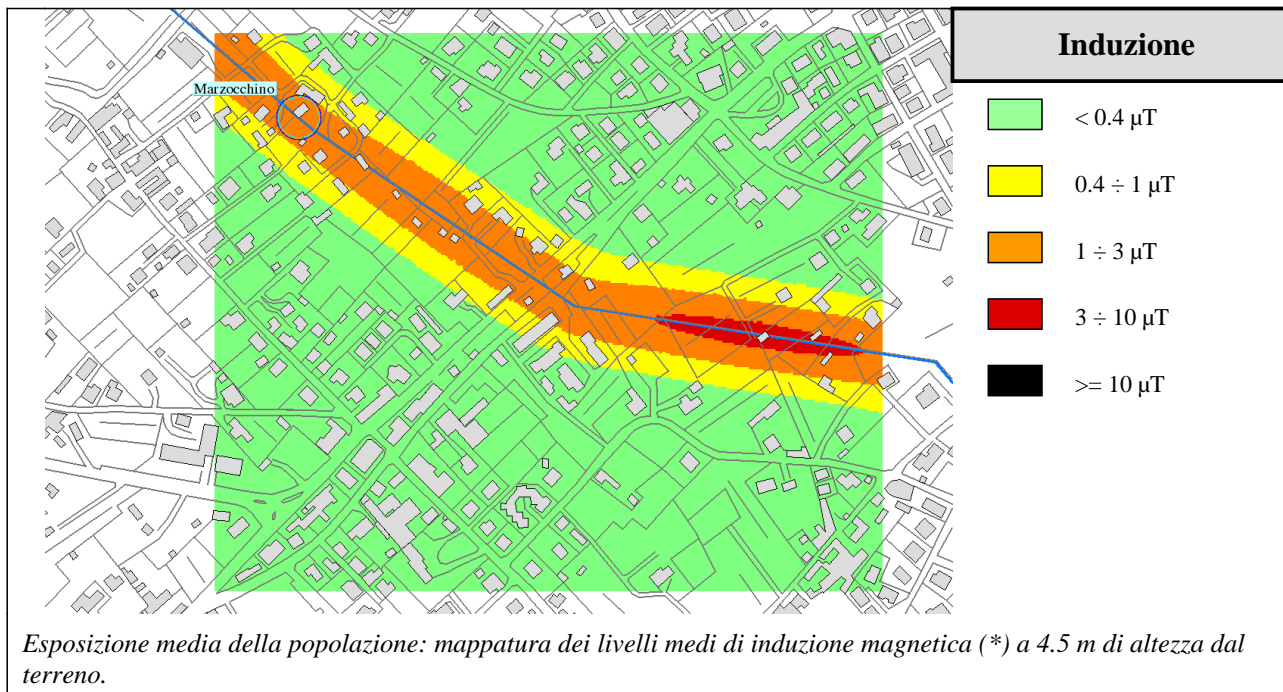 Induzione
Marzocchino
< 0.4 µT
0.4 ÷ 1 µT
1 ÷ 3 µT
3 ÷ 10 µT
>= 10 µT
Esposizione media della popolazione: mappatura dei livelli medi di induzione magnetica (*) a 4.5 m di altezza dal
terreno.